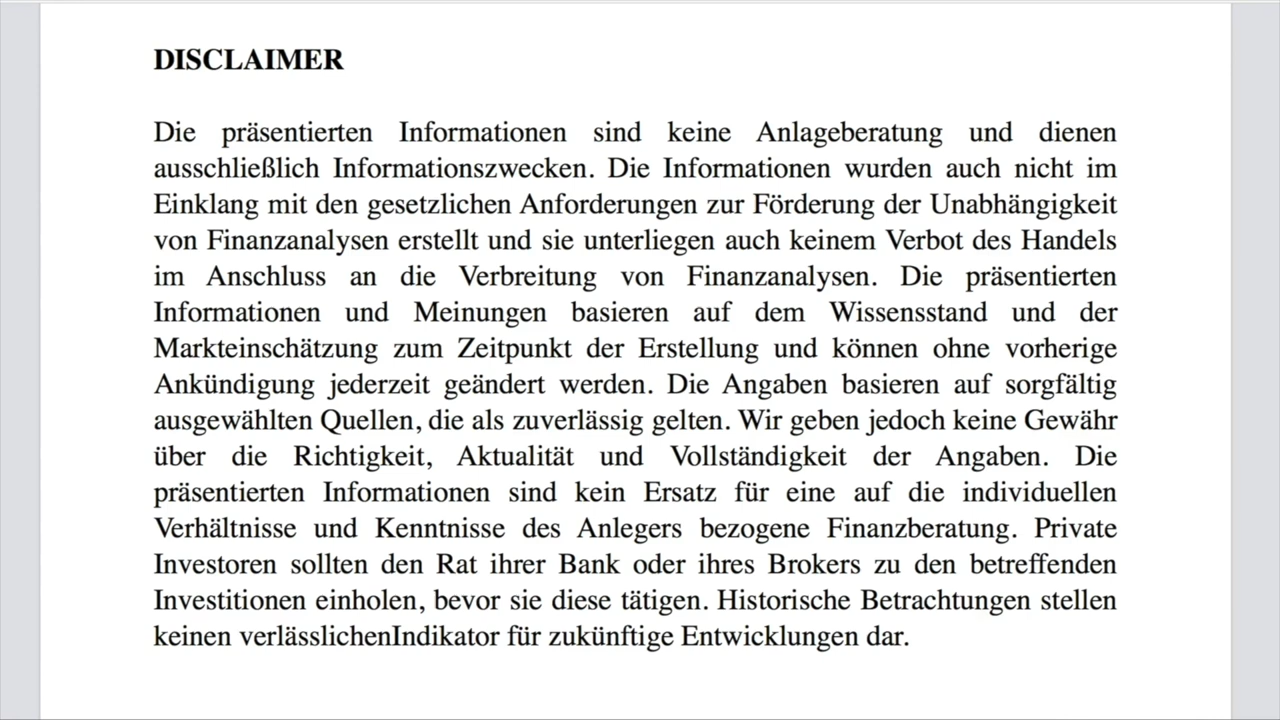 DISCLAIMER
Die präsentierten Informationen sind keine Anlageberatung und dienen
ausschließlich Informationszwecken. Die Informationen wurden auch nicht im
Einklang mit den gesetzlichen Anforderungen zur Förderung der Unabhängigkeit
von Finanzanalysen erstellt und sie unterliegen auch keinem Verbot des Handels
im Anschluss an die Verbreitung von Finanzanalysen. Die präsentierten
Informationen und Meinungen basieren auf dem Wissensstand und der
Markteinschätzung zum Zeitpunkt der Erstellung und können ohne vorherige
Ankündigung jederzeit geändert werden. Die Angaben basieren auf sorgfältig
ausgewählten Quellen, die als zuverlässig gelten. Wir geben jedoch keine Gewähr
über die Richtigkeit, Aktualität und Vollständigkeit der Angaben. Die
präsentierten Informationen sind kein Ersatz für eine auf die individuellen
Verhältnisse und Kenntnisse des Anlegers bezogene Finanzberatung. Private
Investoren sollten den Rat ihrer Bank oder ihres Brokers zu den betreffenden
Investitionen einholen, bevor sie diese tätigen. Historische Betrachtungen stellen
keinen verlässlichenIndikator für zukünftige Entwicklungen dar.